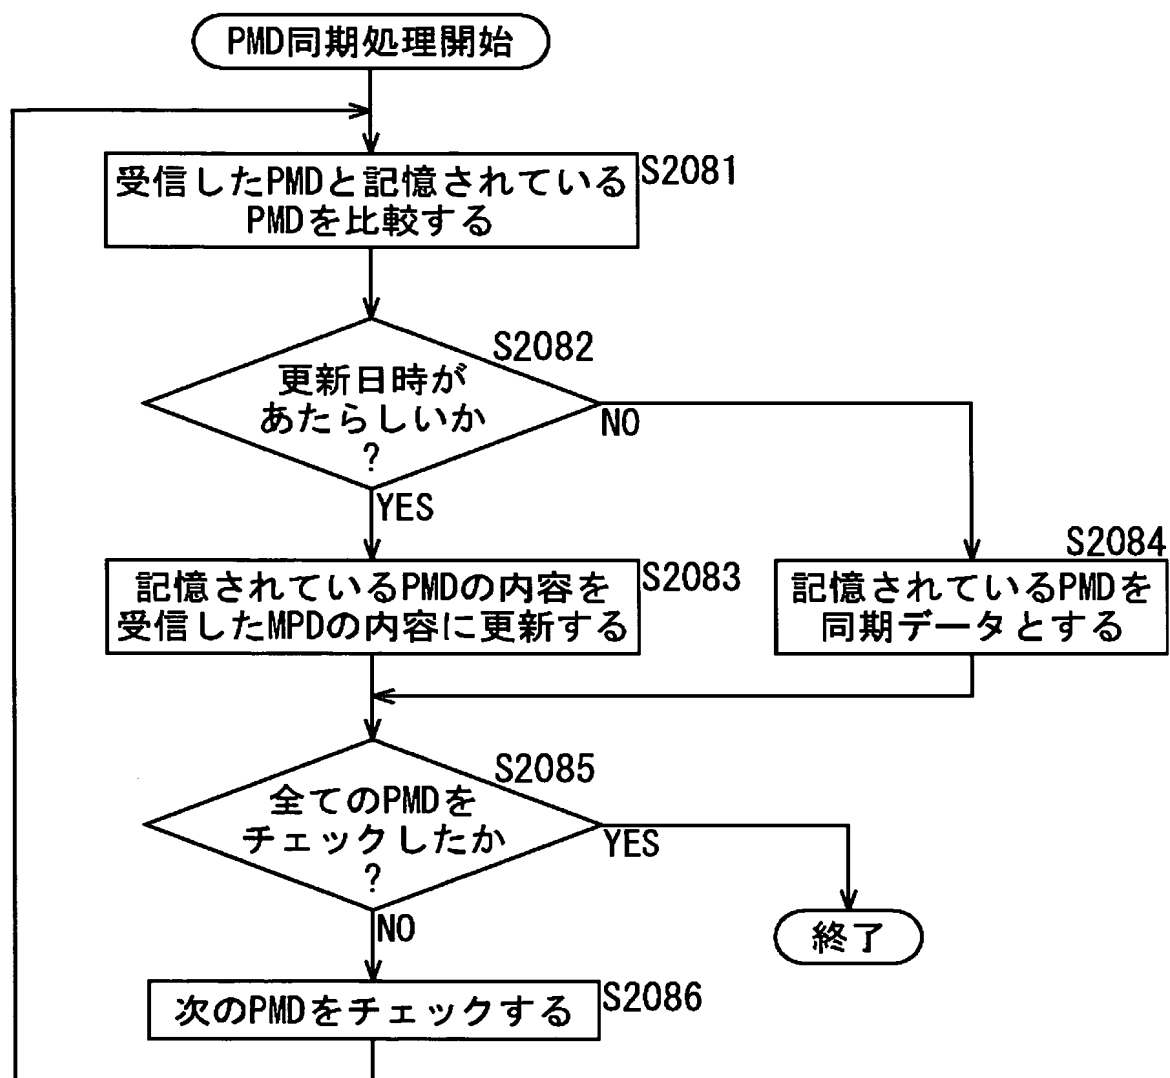 PMD同期処理開始
受信したPMDと記憶されている
PMDを比較する
S2081
S2082
更新日時が
あたらしいか
?
NO
YES
記憶されているPMDの内容を
受信したMPDの内容に更新する
S2083
S2084
記憶されているPMDを
同期データとする
S2085
全てのPMDを
チェックしたか
?
YES
NO
終了
次のPMDをチェックする
S2086